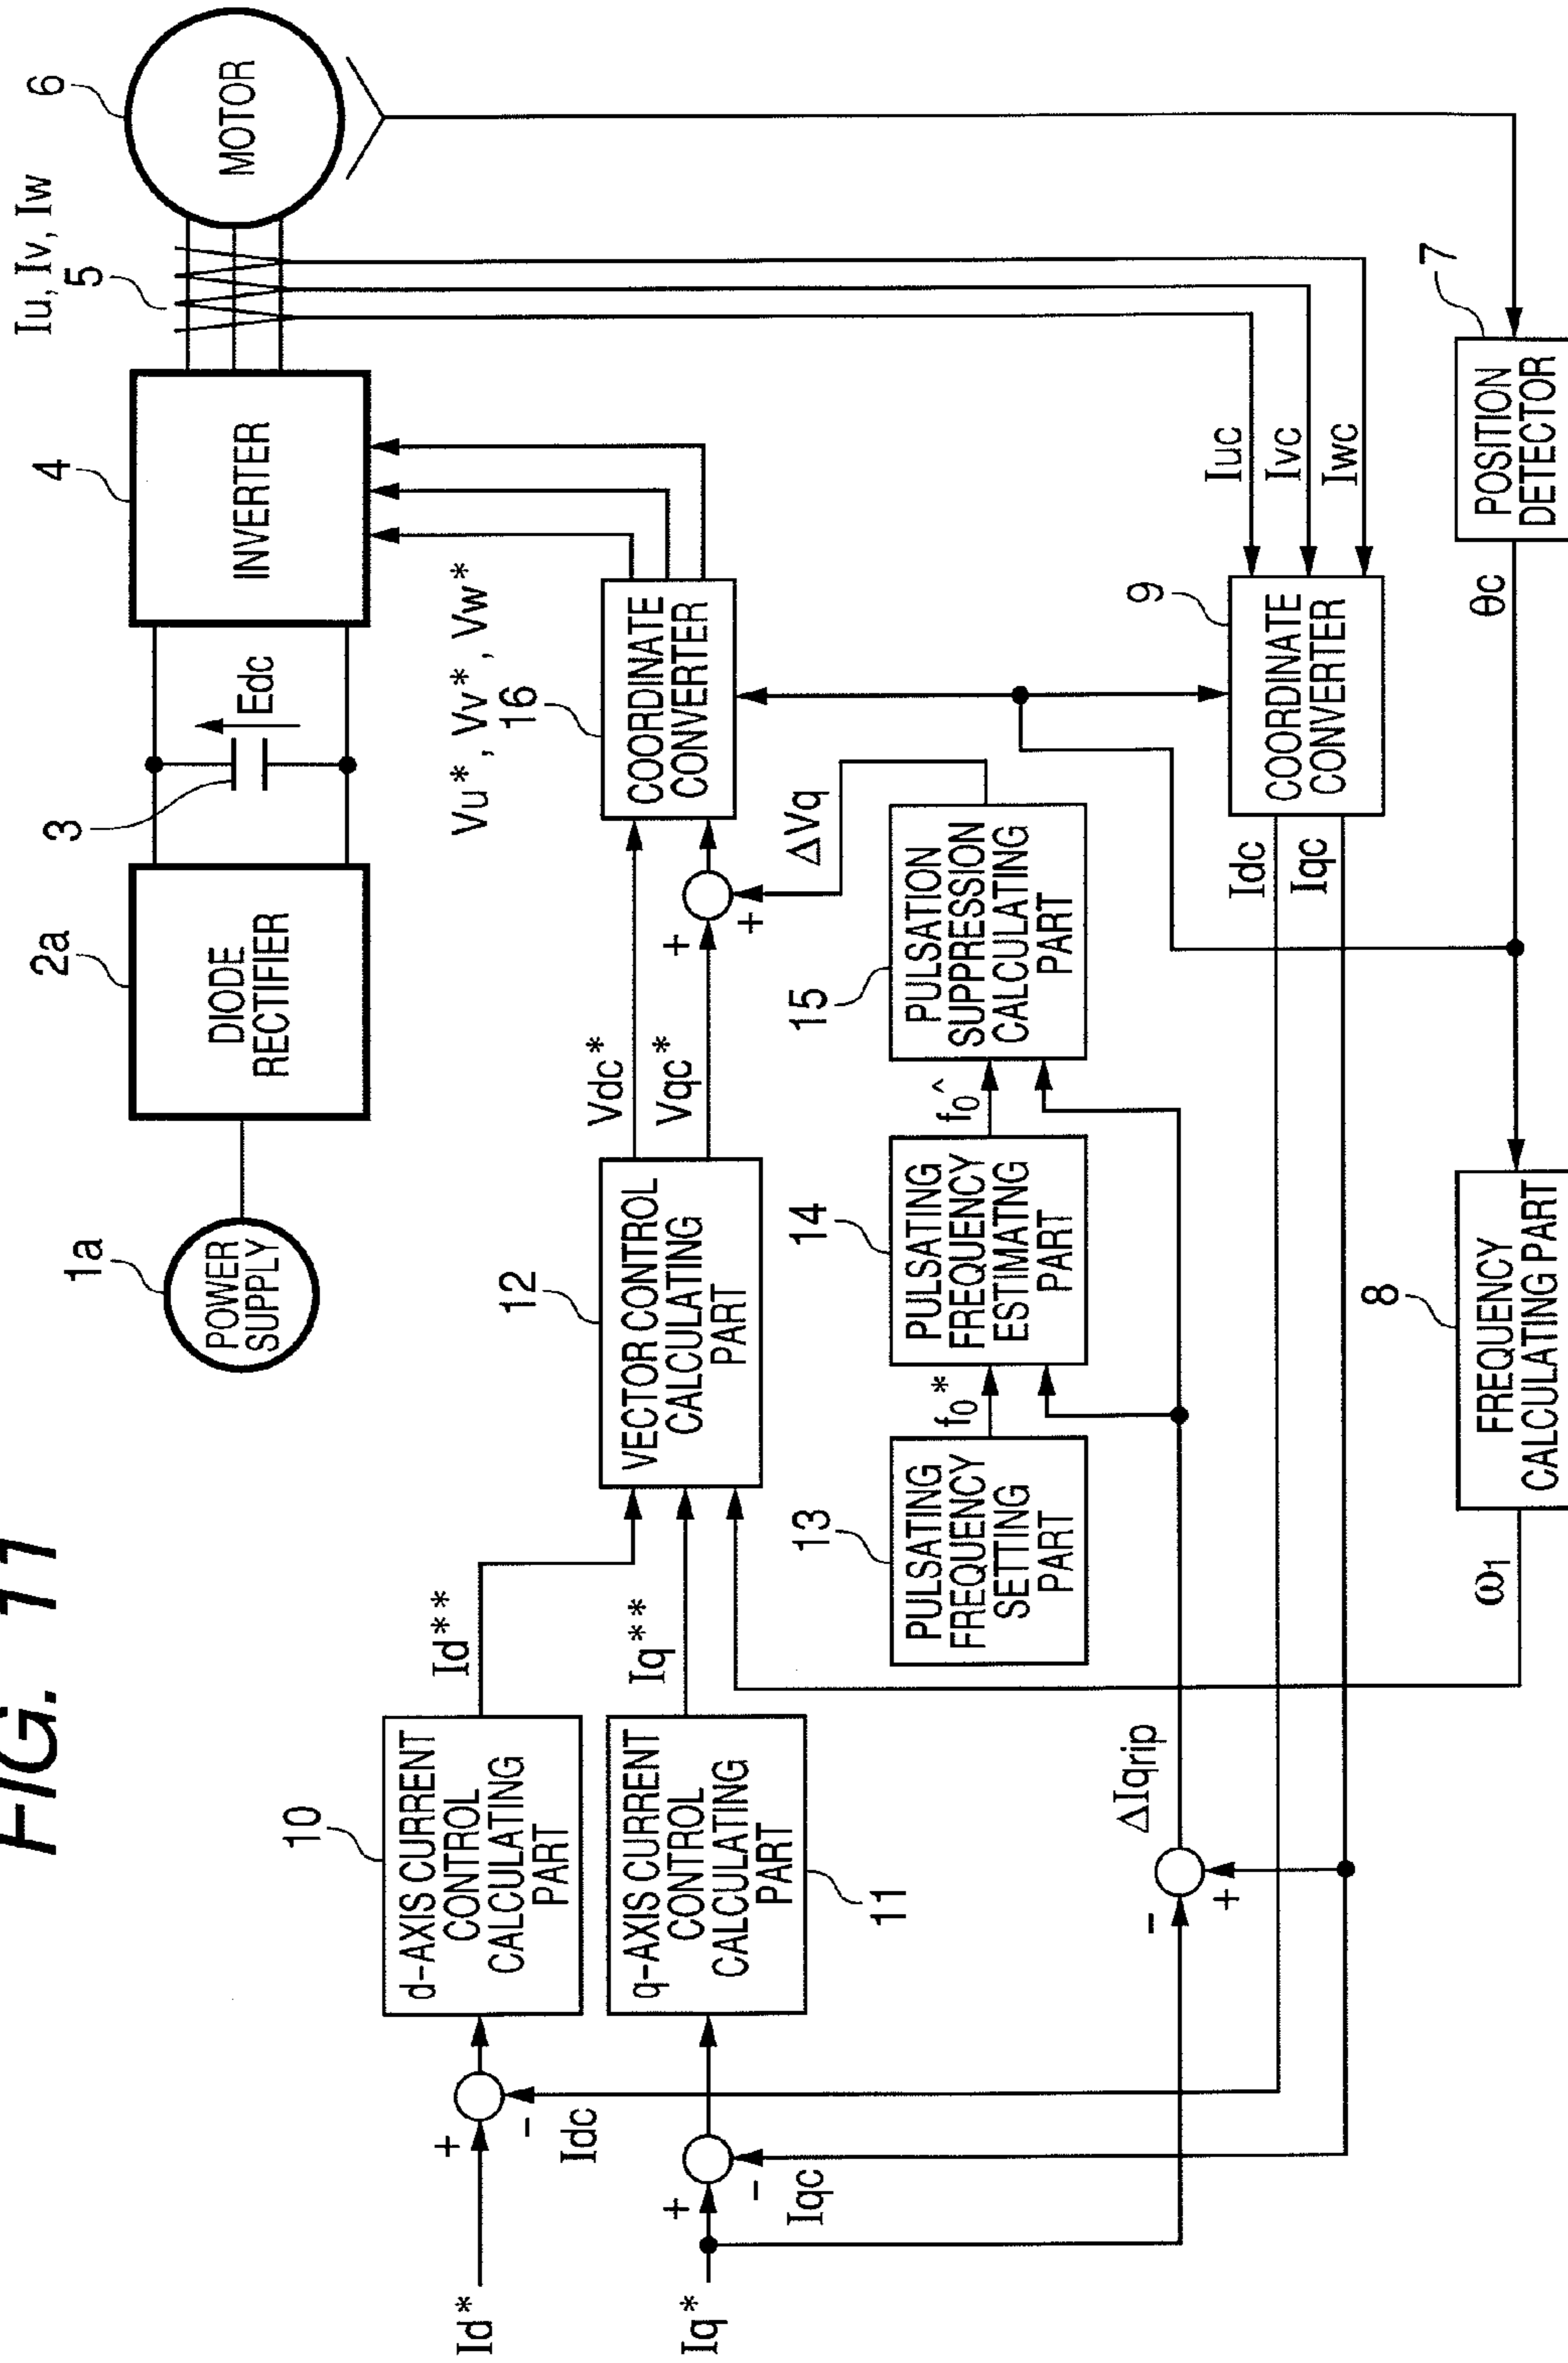 FIG. 11
1a
POWER
SUPPLY
2a
DIODE
RECTIFIER
3
Edc
4
INVERTER
Iu, Iv, Iw
5
6
MOTOR
Vu*, Vv*, Vw*
Id*
+
-
Idc
10
d-AXIS CURRENT
CONTROL
CALCULATING
PART
Id**
Iq*
+
-
Iqc
q-AXIS CURRENT
CONTROL
CALCULATING
PART
11
Iq**
12
VECTOR CONTROL
CALCULATING
PART
Vdc*
Vqc*
+
+
ΔVq
16
COORDINATE
CONVERTER
13
PULSATING
FREQUENCY
SETTING
PART
f0*
14
PULSATING
FREQUENCY
ESTIMATNG
PART
f0^
15
PULSATION
SUPPRESSION
CALCULATING
PART
-
+
ΔIqrip
Idc
Iqc
9
COORDINATE
CONVERTER
Iuc
Ivc
Iwc
ω1
8
FREQUENCY
CALCULATING PART
θc
7
POSITION
DETECTOR